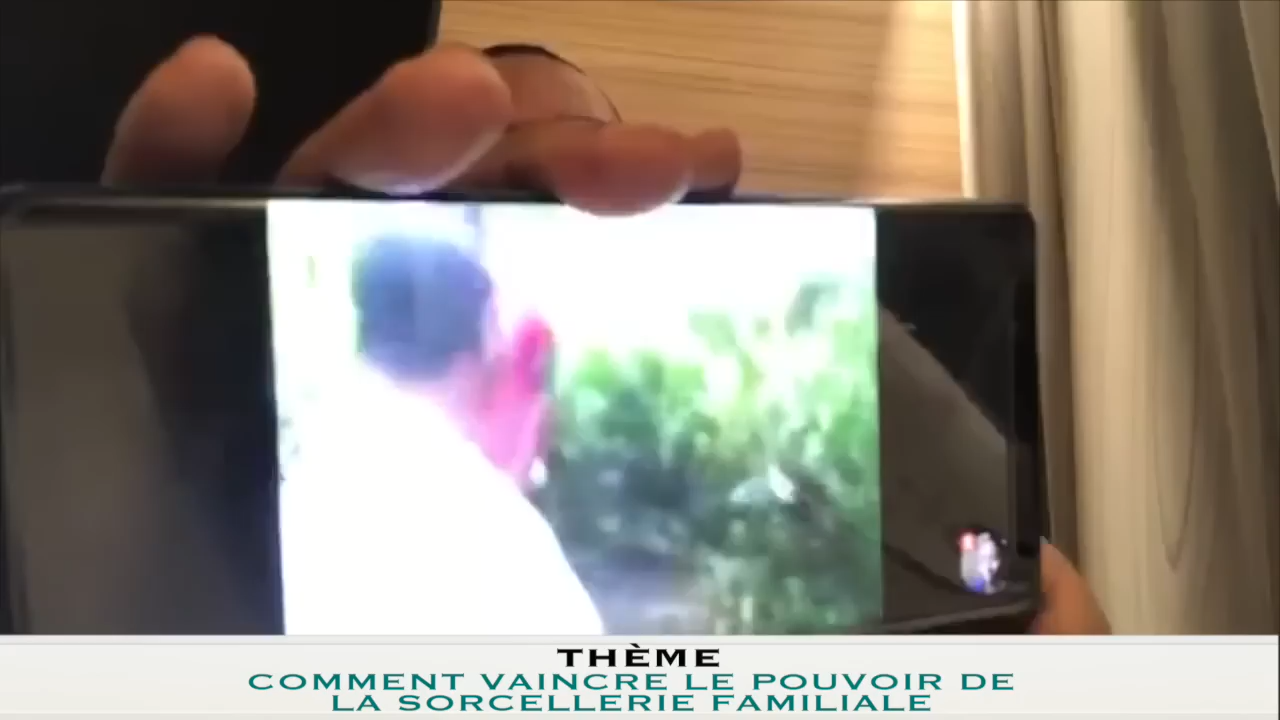 THÈME
COMMENT VAINCRE LE POUVOIR DE
LA SORCELLERIE FAMILIALE